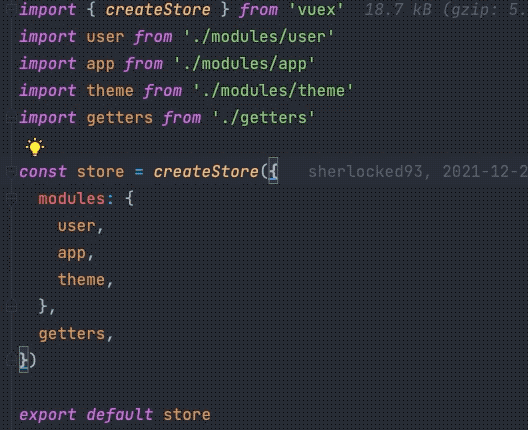 import { createStore } from 'vuex' 18.7 kB (gzip: 5.
import user from './modules/user'
import app from './modules/app'
import theme from './modules/theme'
import getters from './getters'
const store = createStore({ sherlocked93, 2021-12-2
modules: {
user,
app,
theme,
},
getters,
})
export default store